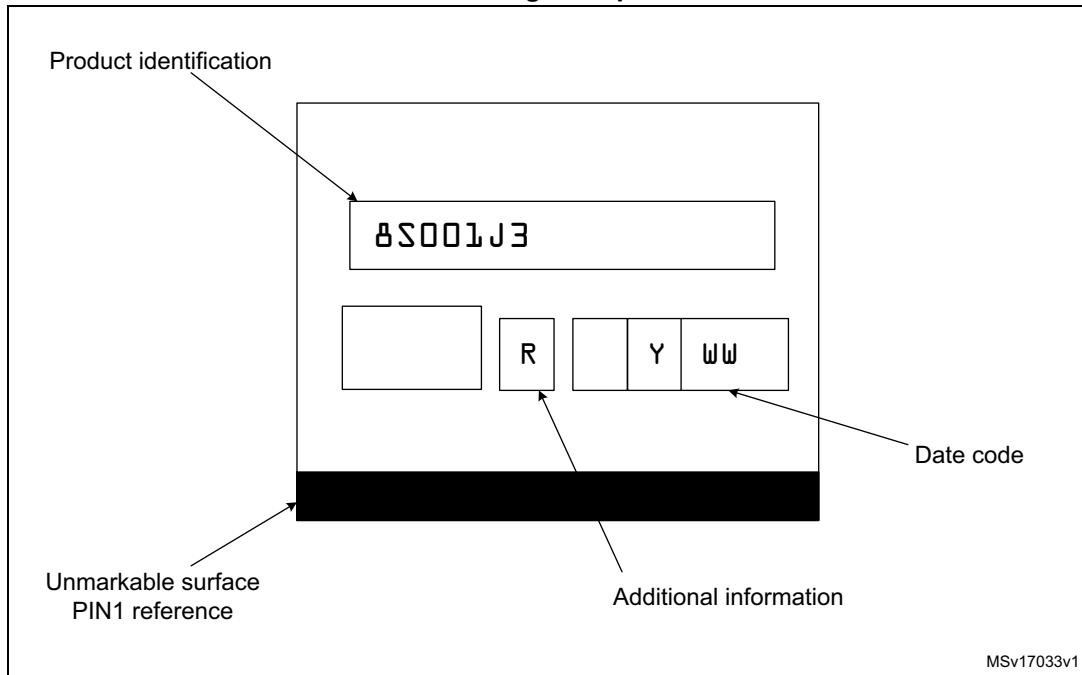 Product identification
8S001J3
R Y WW
Date code
Unmarkable surface
PIN1 reference
Additional information
MSv17033v1